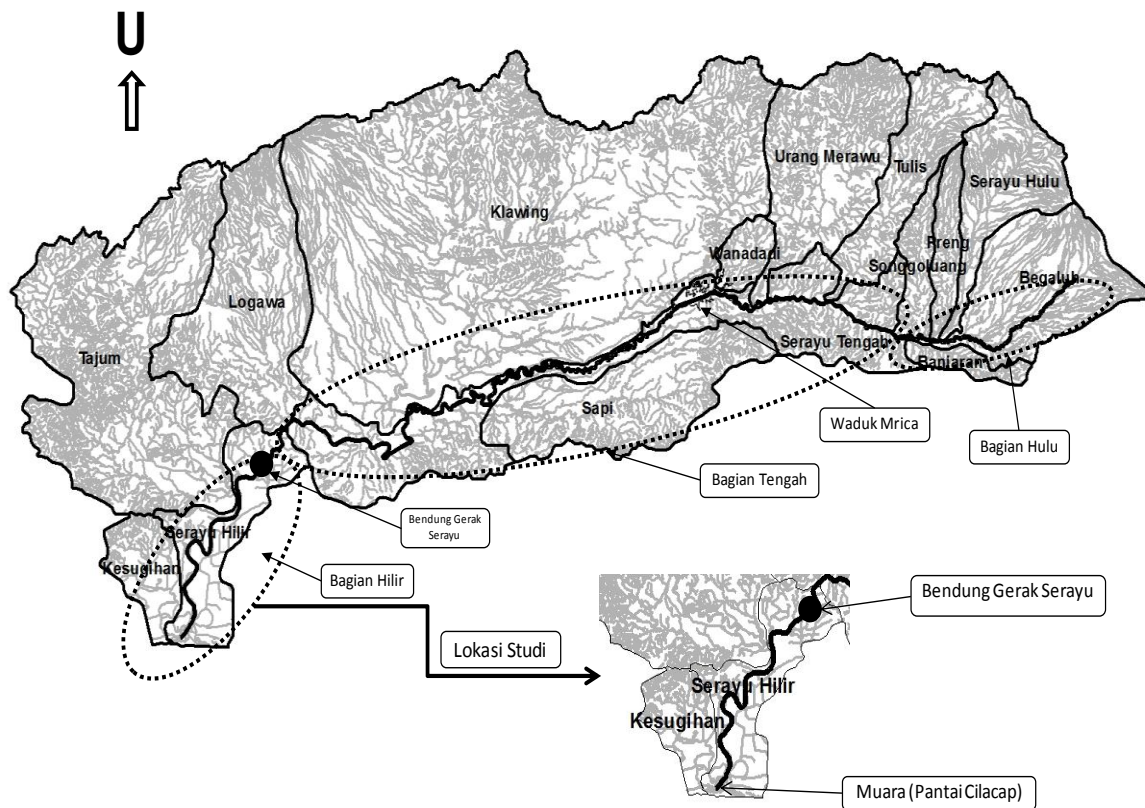 U
Urang Merawu
Tulis
Serayu Hulu
Klawing
Wanadadi
Preng
Songgoluang
Begaluh
Logawa
Tajum
Serayu Tengah
Banjaran
Sapi
Waduk Mrica
Bagian Hulu
Bagian Tengah
Bendung Gerak
Serayu
Serayu Hilir
Kesugihan
Bagian Hilir
Lokasi Studi
Bendung Gerak Serayu
Serayu Hilir
Kesugihan
Muara (Pantai Cilacap)